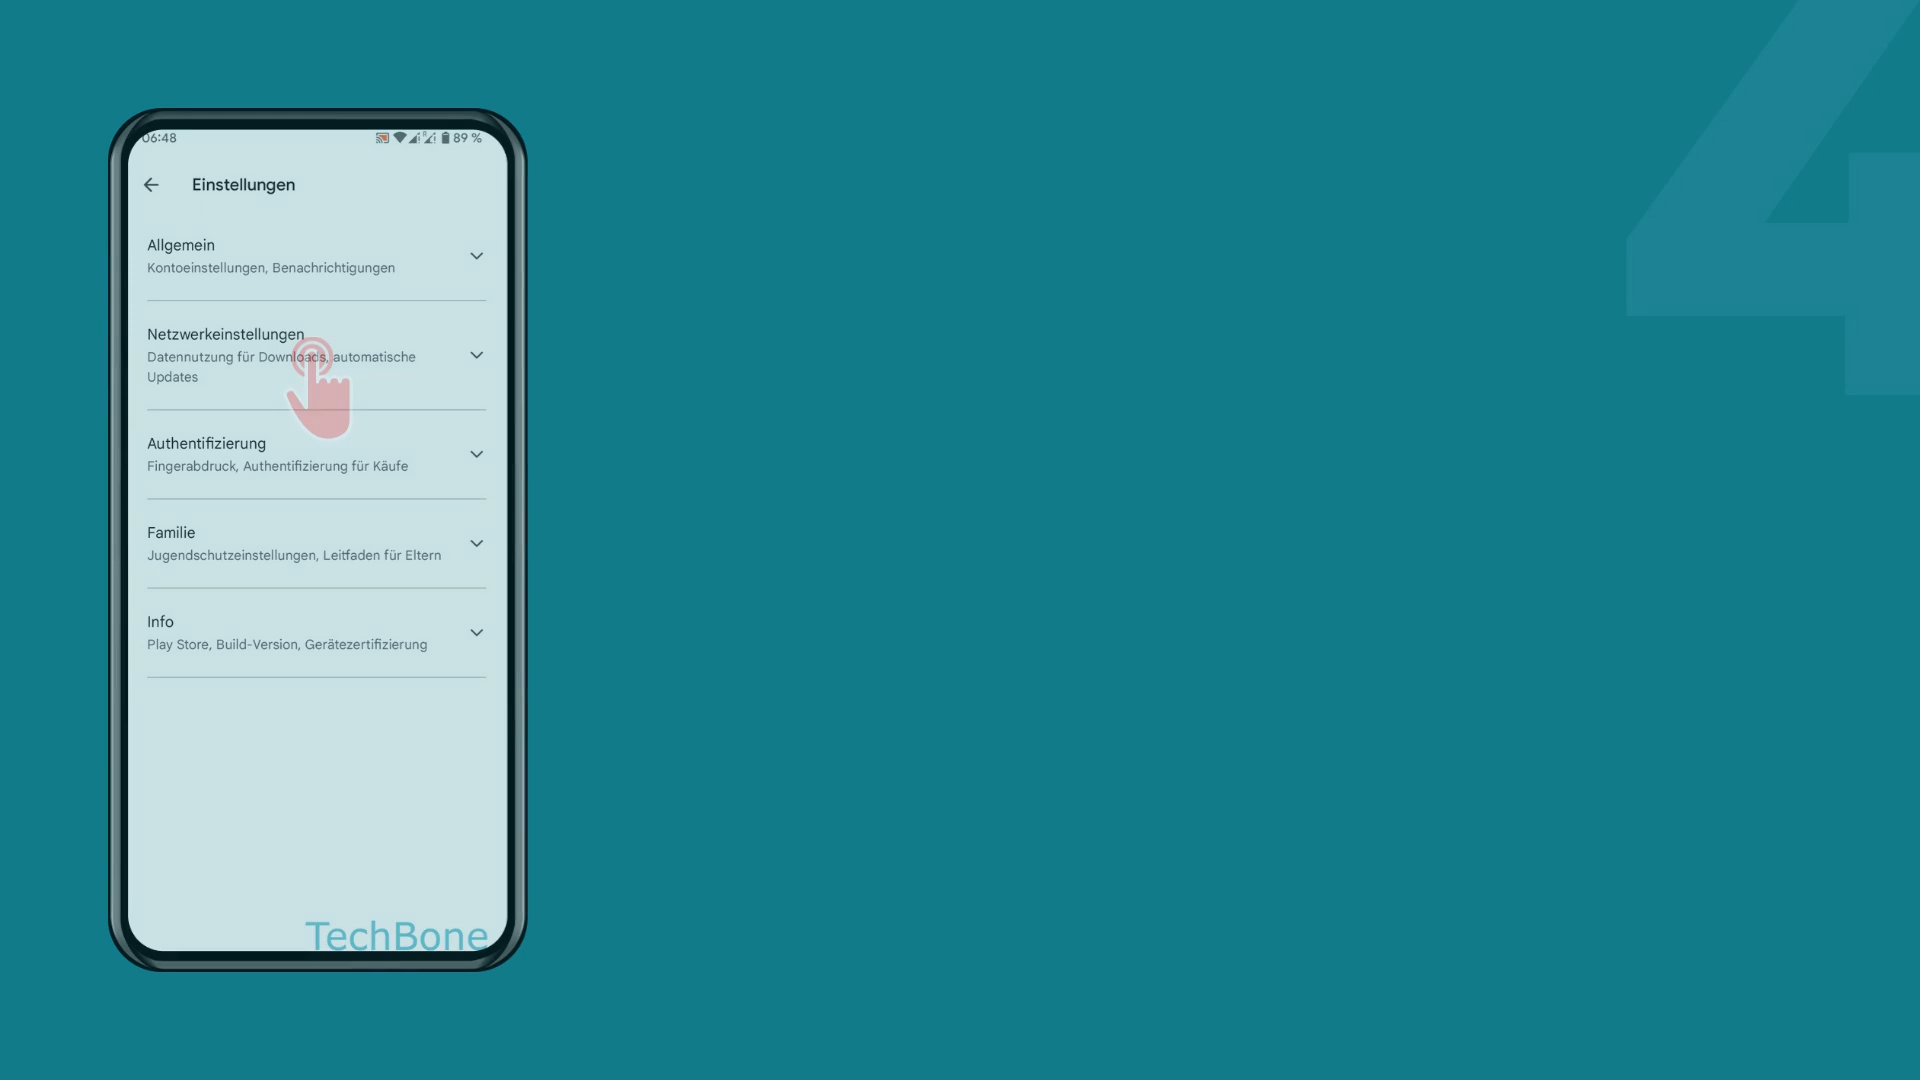 4
06:48
R
89 %
Einstellungen
Allgemein
Kontoeinstellungen, Benachrichtigungen
Netzwerkeinstellungen
Datennutzung für Downloads, automatische
Updates
Authentifizierung
Fingerabdruck, Authentifizierung für Käufe
Familie
Jugendschutzeinstellungen, Leitfaden für Eltern
Info
Play Store, Build-Version, Gerätezertifizierung
TechBone